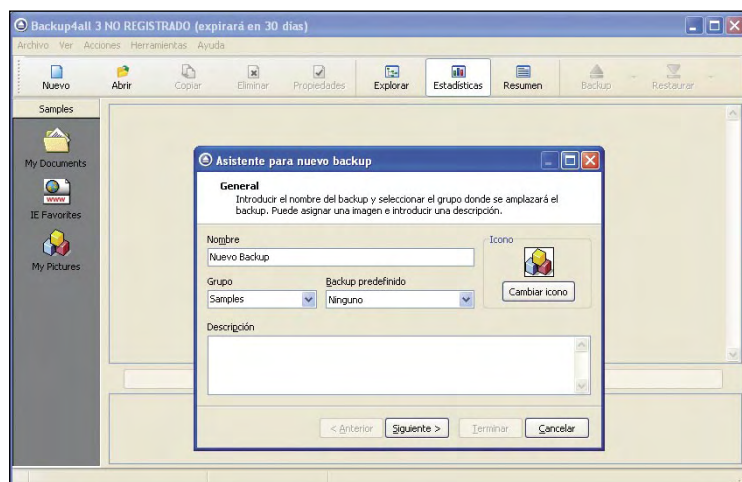 Backup4all 3 NO REGISTRADO (expirará en 30 días)
Archivo Ver Acciones Herramientas Ayuda
Nuevo Abrir Copiar Eliminar Propiedades Explorar Estadísticas Resumen Backup Restaurar
Samples
My Documents
www
IE Favorites
My Pictures
Asistente para nuevo backup
General
Introducir el nombre del backup y seleccionar el grupo donde se amplazará el
backup. Puede asignar una imagen e introducir una descripción.
Nombre
Nuevo Backup
Icono
Cambiar icono
Grupo Backup predefinido
Samples Ninguno
Descripción
< Anterior Siguiente > Terminar Cancelar